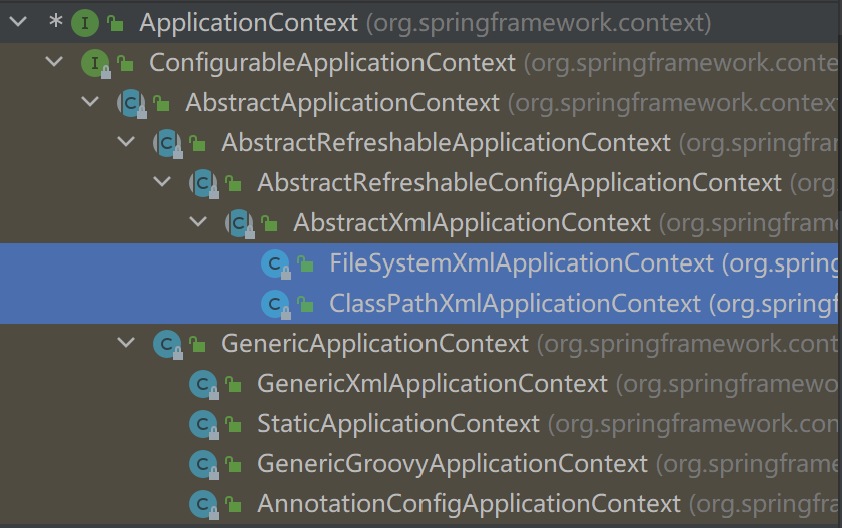 * I ApplicationContext (org.springframework.context)
I ConfigurableApplicationContext (org.springframework.conte
C AbstractApplicationContext (org.springframework.context
C AbstractRefreshableApplicationContext (org.springfram
C AbstractRefreshableConfigApplicationContext (org.
C AbstractXmlApplicationContext (org.springframe
C FileSystemXmlApplicationContext (org.spring
C ClassPathXmlApplicationContext (org.springf
C GenericApplicationContext (org.springframework.cont
C GenericXmlApplicationContext (org.springframewo
C StaticApplicationContext (org.springframework.con
C GenericGroovyApplicationContext (org.springframe
C AnnotationConfigApplicationContext (org.springfra